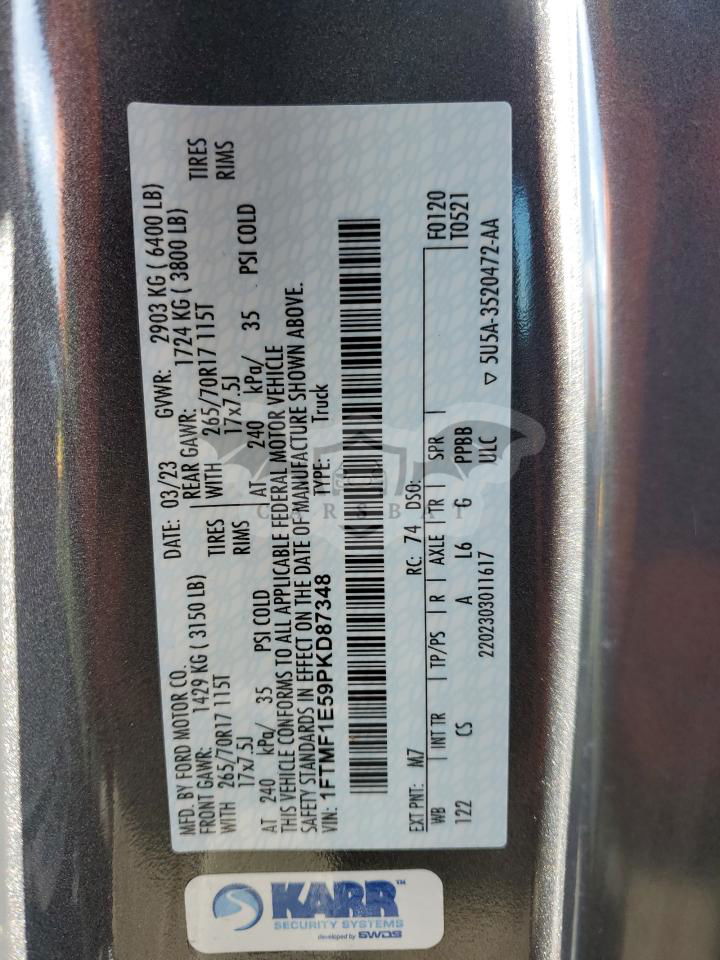 MFD. BY FORD MOTOR CO.
DATE: 03/23 GVWR: 2903 KG ( 6400 LB)
FRONT GAWR: 1429 KG ( 3150 LB)
REAR GAWR: 1724 KG ( 3800 LB)
WITH 265/70R17 115T TIRES
WITH 265/70R17 115T TIRES
17x7.5J RIMS
17x7.5J RIMS
AT 240 kPa/ 35 PSI COLD
AT 240 kPa/ 35 PSI COLD
THIS VEHICLE CONFORMS TO ALL APPLICABLE FEDERAL MOTOR VEHICLE
SAFETY STANDARDS IN EFFECT ON THE DATE OF MANUFACTURE SHOWN ABOVE.
VIN: 1FTMF1E59PKD87348 TYPE: Truck
CARSBAT
EXT PNT: M7 RC: 74 DSO: F0120
T0521
WB INT TR TP/PS R AXLE TR SPR
122 CS A L6 G PPBB
2202303011617 ULC ▽ 5U5A-3520472-AA
KARR™
SECURITY SYSTEMS
developed by SWDS